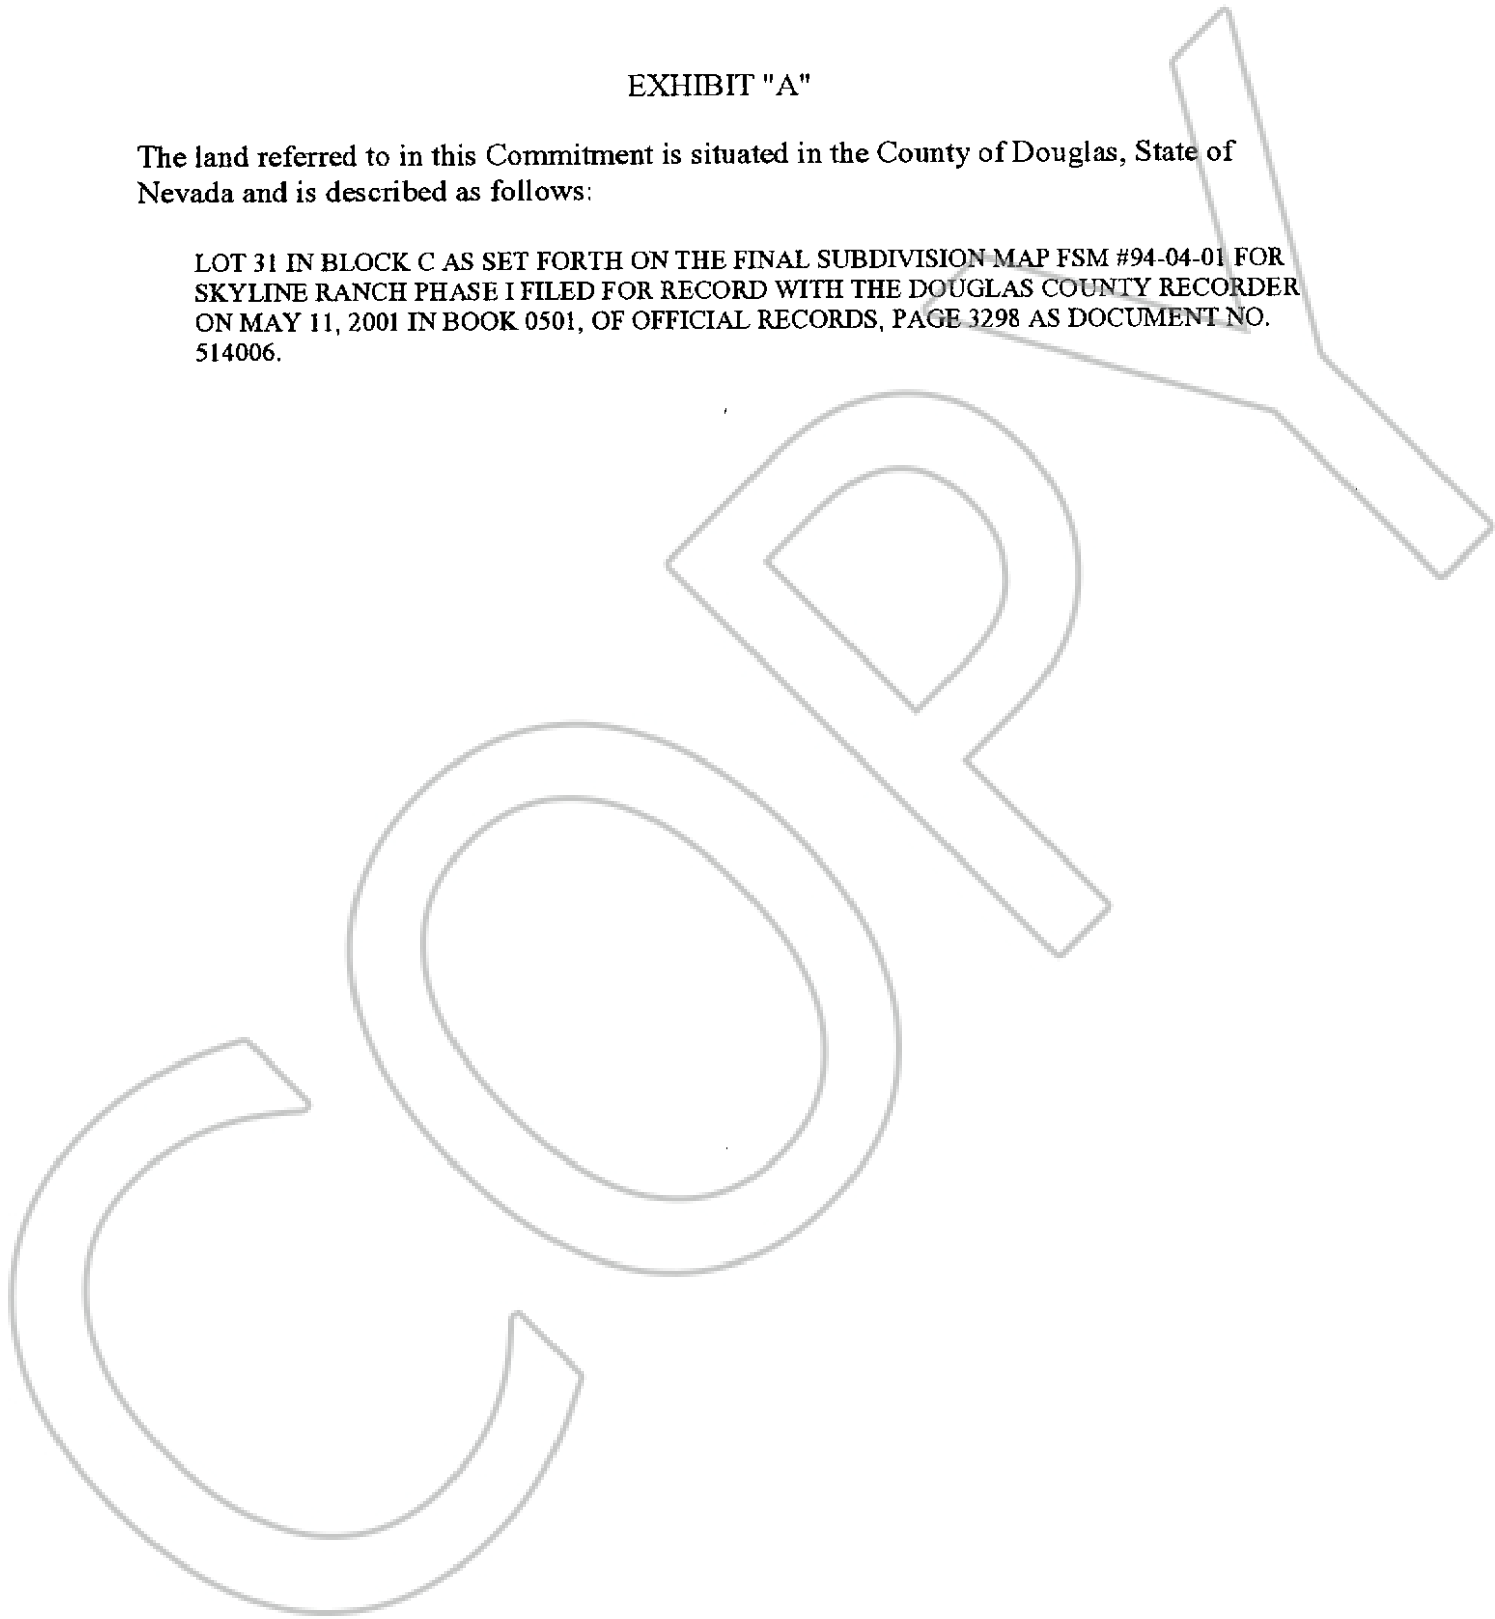 EXHIBIT "A"
The land referred to in this Commitment is situated in the County of Douglas, State of
Nevada and is described as follows:
LOT 31 IN BLOCK C AS SET FORTH ON THE FINAL SUBDIVISION MAP FSM #94-04-01 FOR
SKYLINE RANCH PHASE I FILED FOR RECORD WITH THE DOUGLAS COUNTY RECORDER
ON MAY 11, 2001 IN BOOK 0501, OF OFFICIAL RECORDS, PAGE 3298 AS DOCUMENT NO.
514006.
COPY